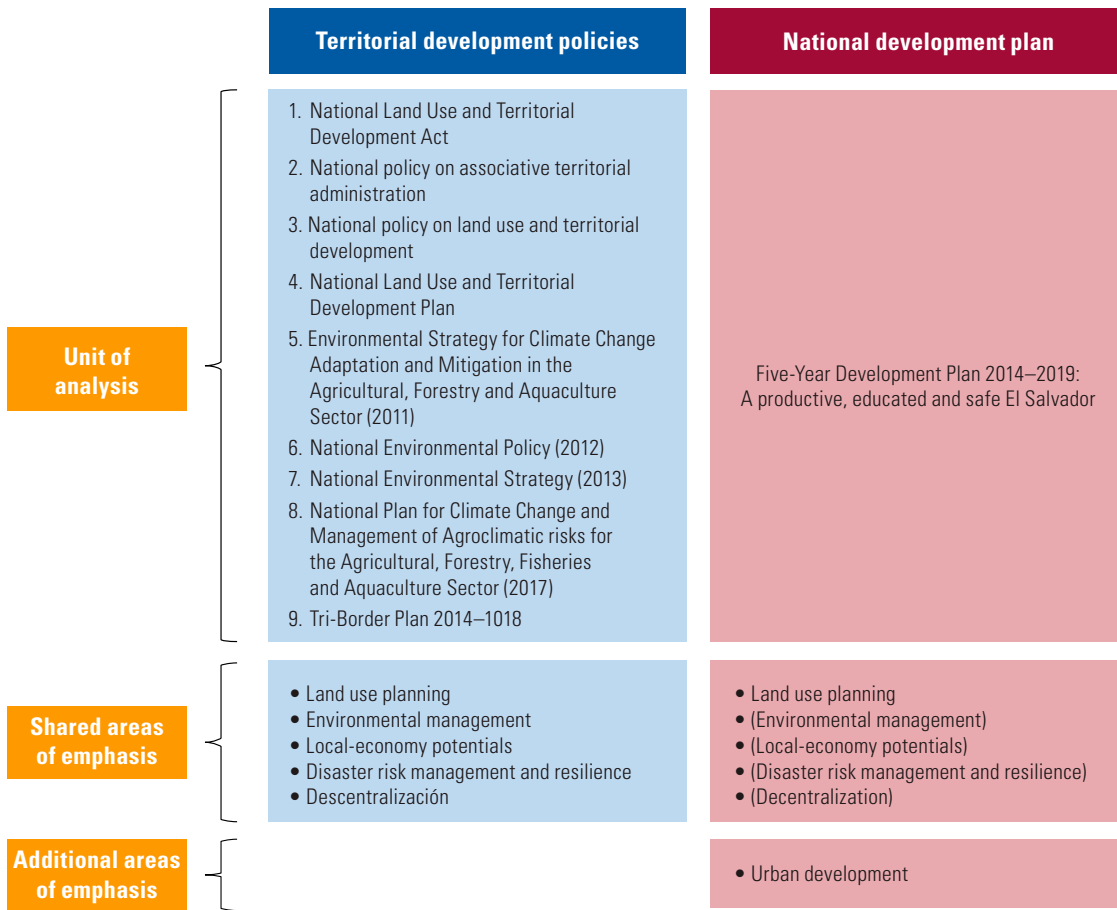 Territorial development policies
National development plan
Unit of
analysis
1. National Land Use and Territorial
Development Act
2. National policy on associative territorial
administration
3. National policy on land use and territorial
development
4. National Land Use and Territorial
Development Plan
5. Environmental Strategy for Climate Change
Adaptation and Mitigation in the
Agricultural, Forestry and Aquaculture
Sector (2011)
6. National Environmental Policy (2012)
7. National Environmental Strategy (2013)
8. National Plan for Climate Change and
Management of Agroclimatic risks for
the Agricultural, Forestry, Fisheries
and Aquaculture Sector (2017)
9. Tri-Border Plan 2014–1018
Five-Year Development Plan 2014–2019:
A productive, educated and safe El Salvador
Shared areas
of emphasis
• Land use planning
• Environmental management
• Local-economy potentials
• Disaster risk management and resilience
• Descentralización
• Land use planning
• (Environmental management)
• (Local-economy potentials)
• (Disaster risk management and resilience)
• (Decentralization)
Additional areas
of emphasis
• Urban development